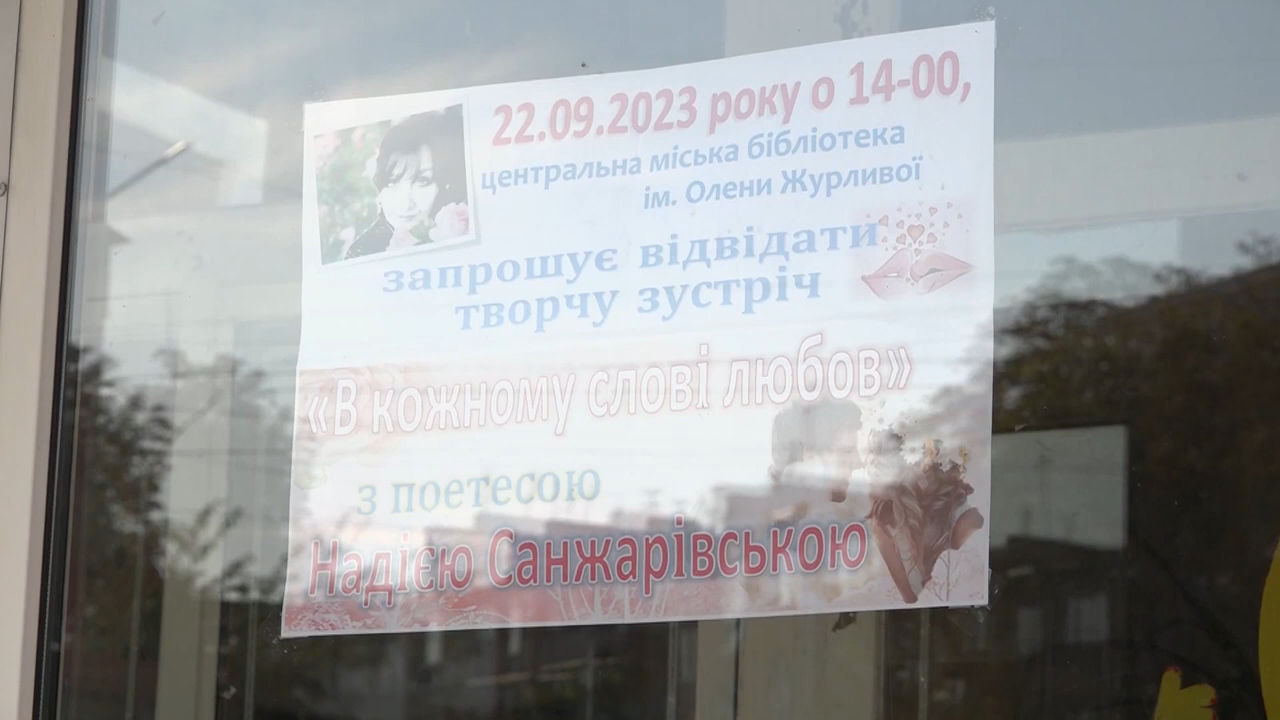 22.09.2023 року о 14-00,
центральна міська бібліотека
ім. Олени Журливої
запрошує відвідати
творчу зустріч
«В кожному слові любов»
з поетесою
Надією Санжарівською